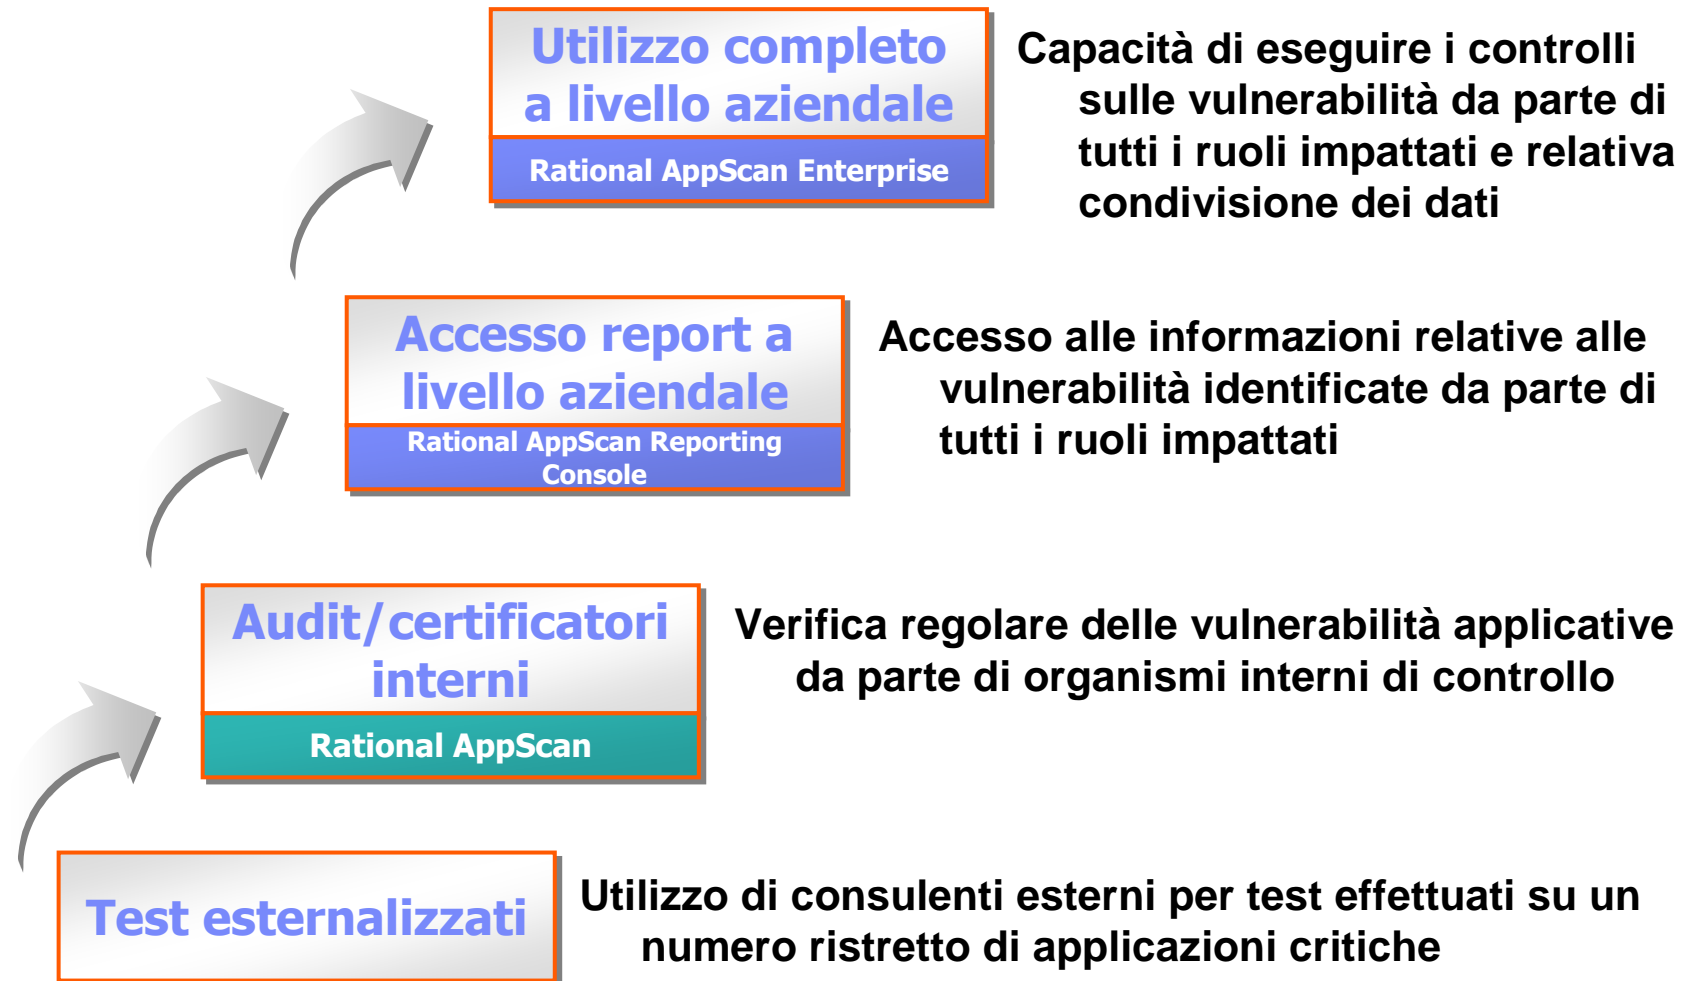 Utilizzo completo
a livello aziendale
Rational AppScan Enterprise
Capacità di eseguire i controlli
sulle vulnerabilità da parte di
tutti i ruoli impattati e relativa
condivisione dei dati
Accesso report a
livello aziendale
Rational AppScan Reporting
Console
Accesso alle informazioni relative alle
vulnerabilità identificate da parte di
tutti i ruoli impattati
Audit/certificatori
interni
Rational AppScan
Verifica regolare delle vulnerabilità applicative
da parte di organismi interni di controllo
Test esternalizzati
Utilizzo di consulenti esterni per test effettuati su un
numero ristretto di applicazioni critiche